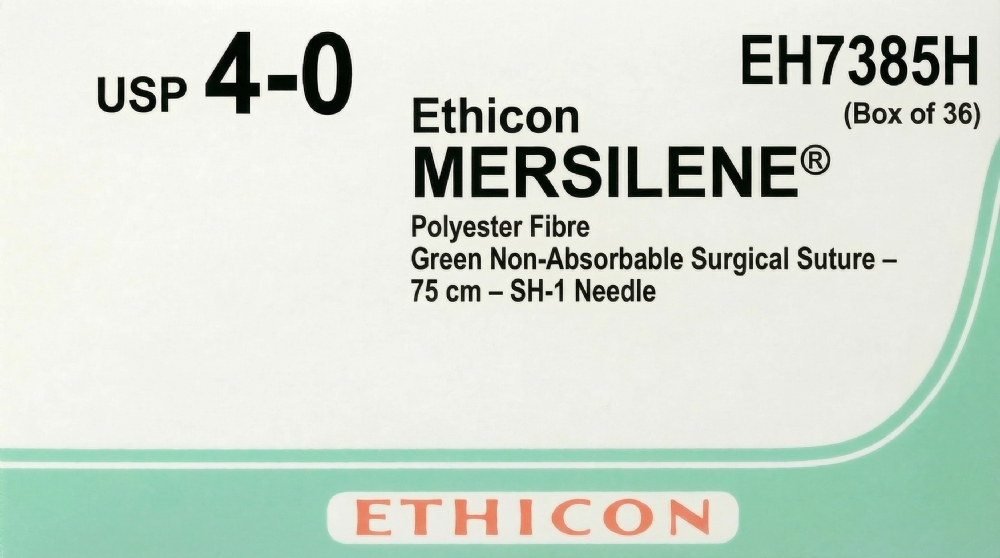 USP 4-0
EH7385H
(Box of 36)
Ethicon
MERSILENE®
Polyester Fibre
Green Non-Absorbable Surgical Suture –
75 cm – SH-1 Needle
ETHICON